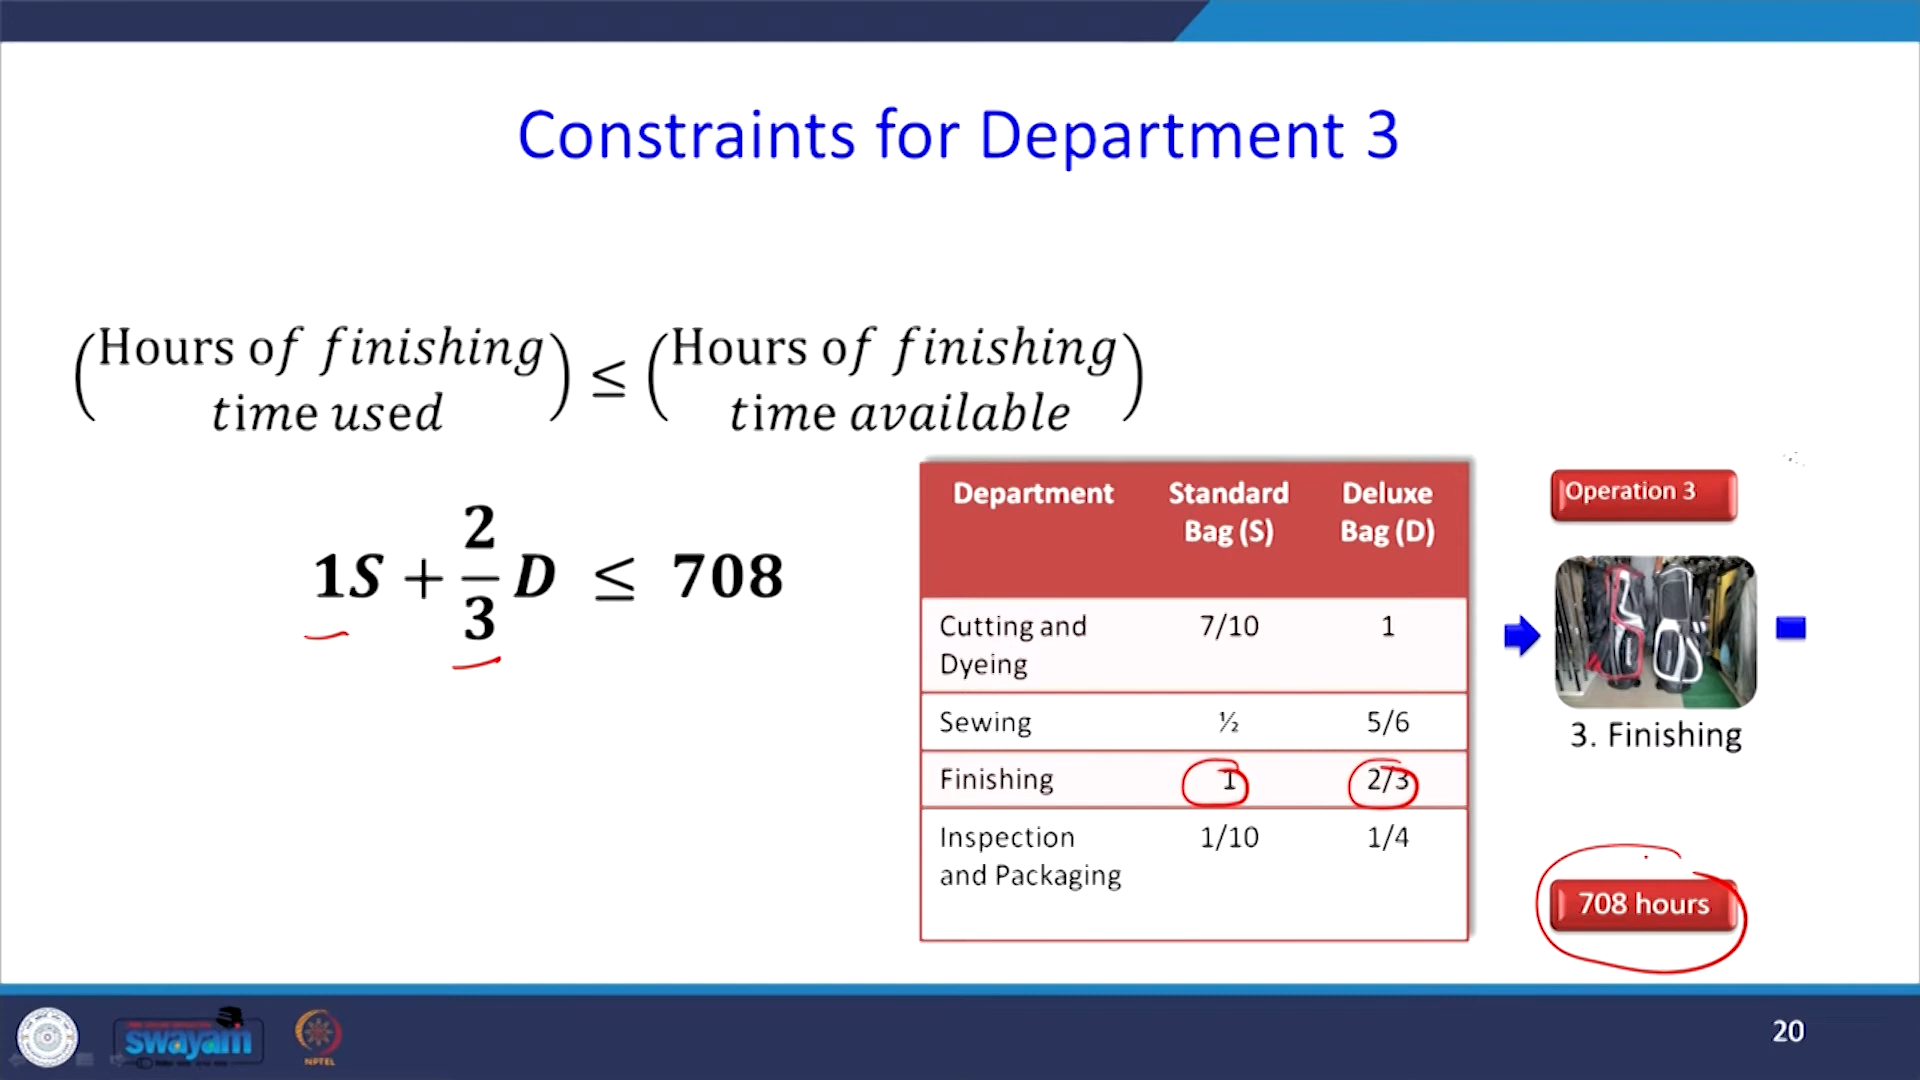 Constraints for Department 3
(Hours of finishing time used) ≤ (Hours of finishing time available)
1S + 2/3 D ≤ 708
Department Standard Bag (S) Deluxe Bag (D)
Cutting and Dyeing 7/10 1
Sewing ½ 5/6
Finishing 1 2/3
Inspection and Packaging 1/10 1/4
Operation 3
3. Finishing
708 hours
swayam
NPTEL
20